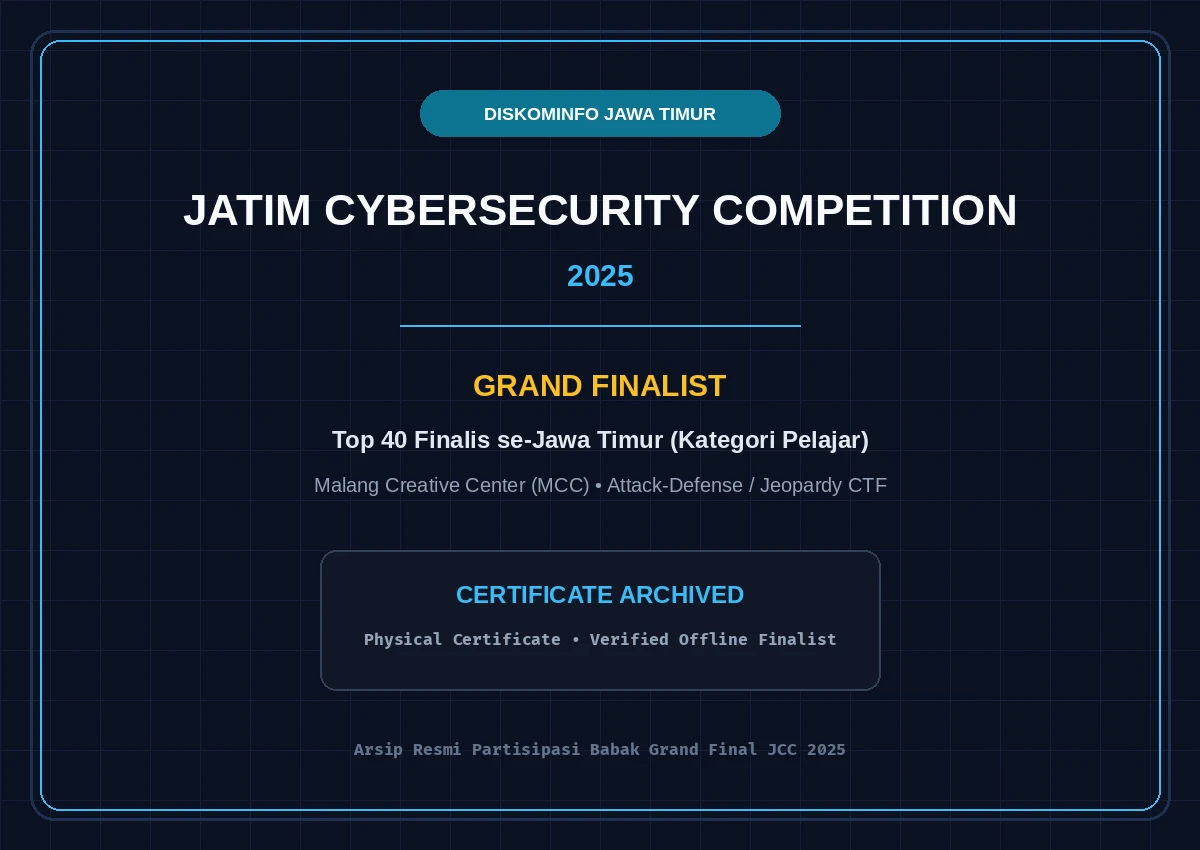 DISKOMINFO JAWA TIMUR
JATIM CYBERSECURITY COMPETITION
2025
GRAND FINALIST
Top 40 Finalis se-Jawa Timur (Kategori Pelajar)
Malang Creative Center (MCC) • Attack-Defense / Jeopardy CTF
CERTIFICATE ARCHIVED
Physical Certificate • Verified Offline Finalist
Arsip Resmi Partisipasi Babak Grand Final JCC 2025